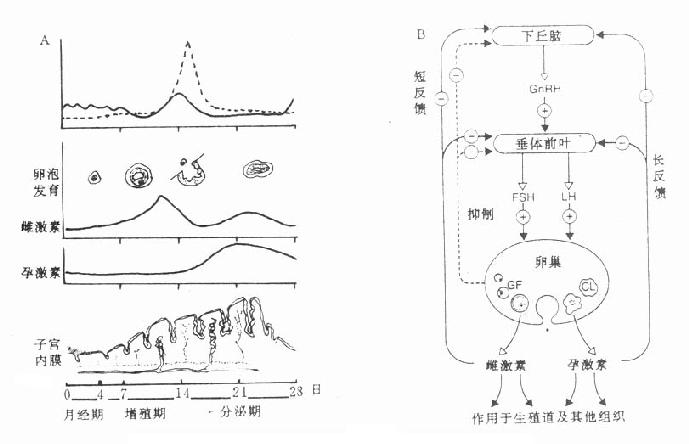 A
卵泡
发育
雌激素
孕激素
子宫
内膜
0 4 7 14 21 28 日
月经期 增殖期 分泌期
B
下丘脑
短反馈
GnRH
垂体前叶
长反馈
FSH LH
抑制
卵巢
GF CL
雌激素 孕激素
作用于生殖道及其他组织